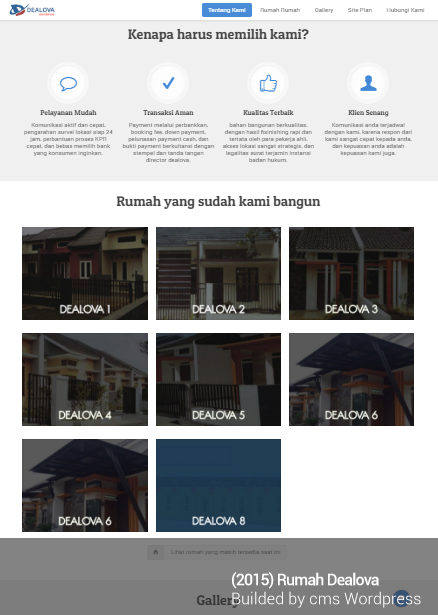 DEALOVA
Tentang Kami
Rumah Rumah
Gallery
Site Plan
Hubungi Kami
Kenapa harus memilih kami?
Pelayanan Mudah
Komunikasi aktif dan cepat,
pengarahan survei lokasi siap 24
jam, perbantuan proses KPR
cepat, dan bebas memilih bank
yang konsumen inginkan.
Transaksi Aman
Payment melalui perbankkan,
booking fee, down payment,
pelunasan payment cash, dan
bukti payment berkuitansi dengan
stempel dan tanda tangan
director dealova.
Kualitas Terbaik
bahan bangunan berkualitas,
dengan hasil fisinishing rapi dan
tertata oleh para pekerja ahli,
akses lokasi sangat strategis, dan
legalitas surat terjamin instansi
badan hukum.
Klien Senang
Komunikasi anda terjadwal
dengan kami, karena respon dari
kami sangat cepat kepada anda,
dan kepuasan anda adalah
kepuasan kami juga.
Rumah yang sudah kami bangun
DEALOVA 1
DEALOVA 2
DEALOVA 3
DEALOVA 4
DEALOVA 5
DEALOVA 6
DEALOVA 6
DEALOVA 8
Lihat rumah yang masih tersedia saat ini
(2015) Rumah Dealova
Gallery
Builded by cms Wordpress